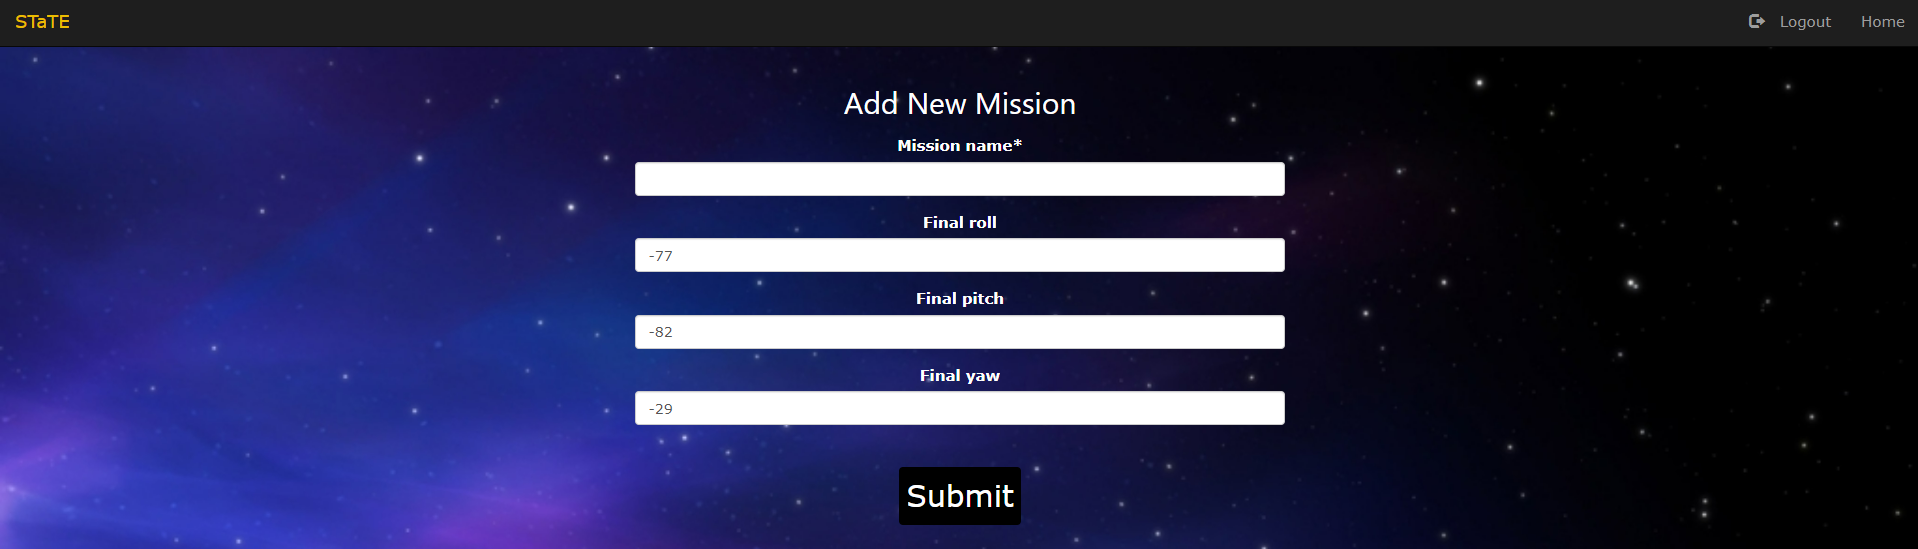 STaTE
Logout
Home
Add New Mission
Mission name*
Final roll
-77
Final pitch
-82
Final yaw
-29
Submit